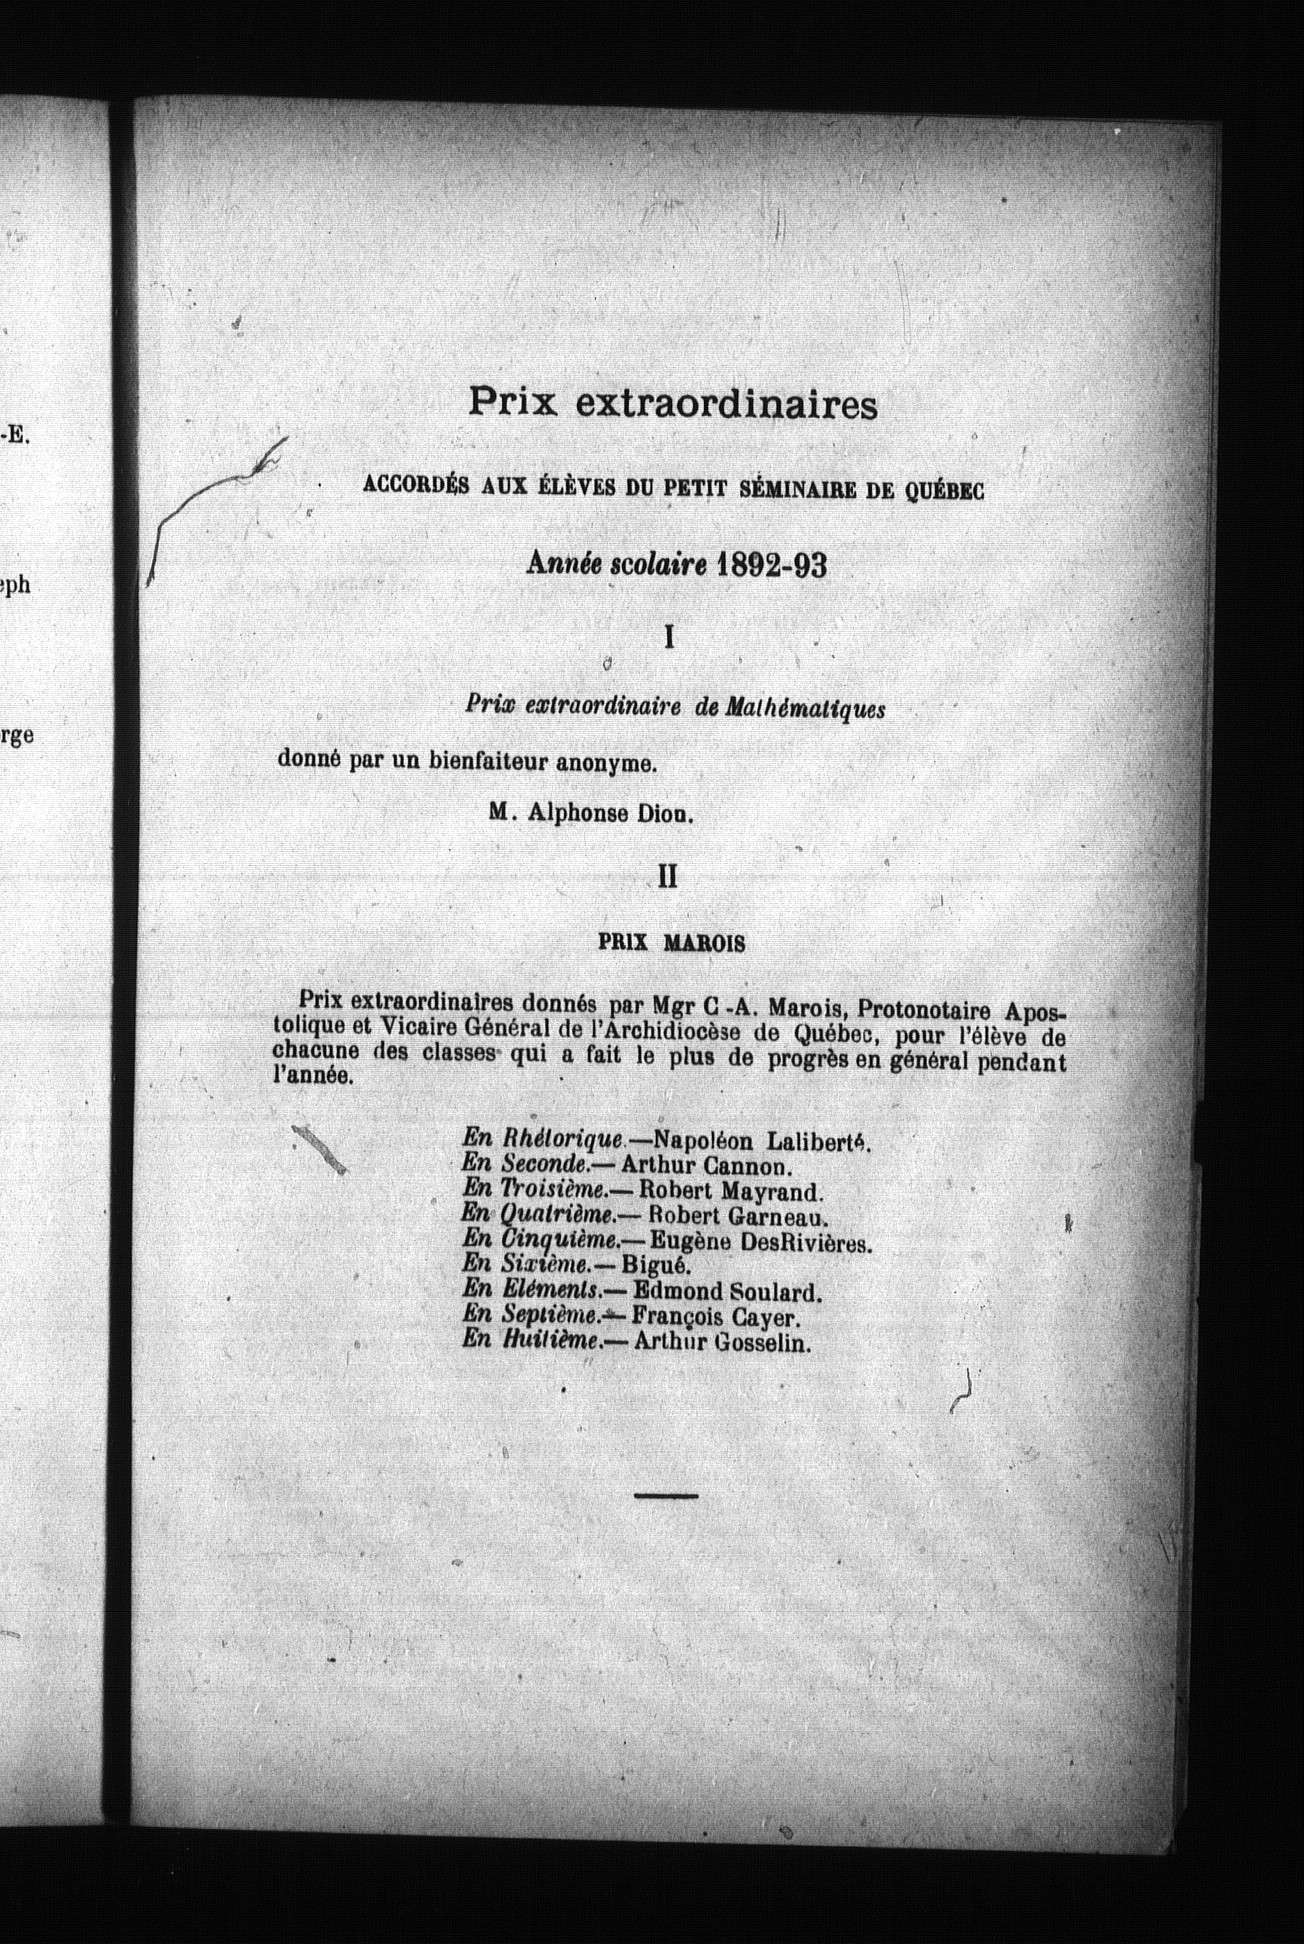 -E.
eph
rge
Prix extraordinaires
ACCORDÉS AUX ÉLÈVES DU PETIT SÉMINAIRE DE QUÉBEC
Année scolaire 1892-93
I
Prix extraordinaire de Mathématiques
donné par un bienfaiteur anonyme.
M. Alphonse Dion.
II
PRIX MAROIS
Prix extraordinaires donnés par Mgr C -A. Marois, Protonotaire Apos-
tolique et Vicaire Général de l'Archidiocèse de Québec, pour l'élève de
chacune des classes qui a fait le plus de progrès en général pendant
l'année.
En Rhétorique.—Napoléon Laliberté.
En Seconde.— Arthur Cannon.
En Troisième.— Robert Mayrand.
En Quatrième.— Robert Garneau.
En Cinquième.— Eugène DesRivières.
En Sixième.— Bigué.
En Eléments.— Edmond Soulard.
En Septième.— François Cayer.
En Huitième.— Arthur Gosselin.